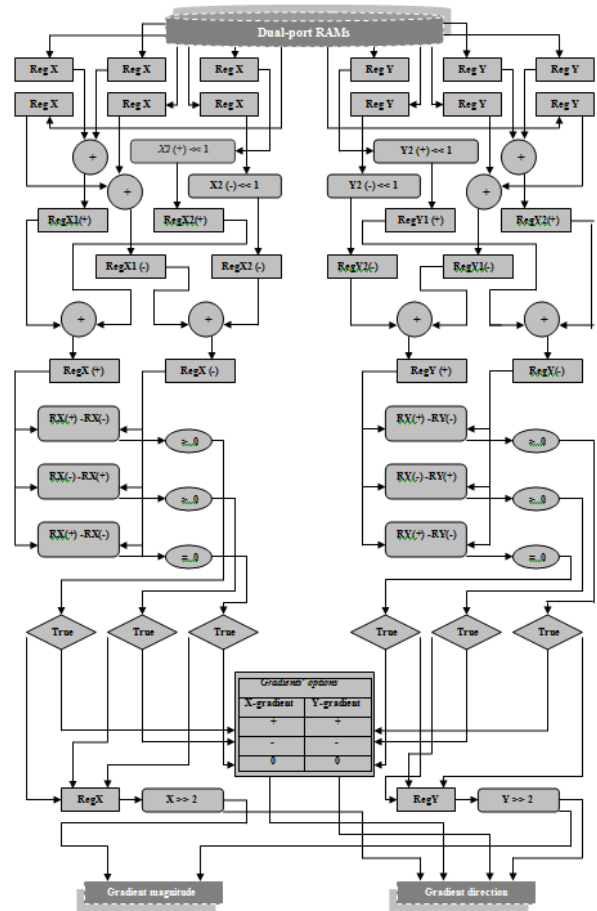 Dual-port RAMs
Reg X Reg X Reg X Reg Y Reg Y Reg Y
Reg X Reg X Reg X Reg Y Reg Y Reg Y
+ X2 (+) << 1 Y2 (+) << 1 +
+ X2 (-) << 1 Y2 (-) << 1 +
RegX1(+) RegX2(+) RegY1 (+) RegY2(+)
RegX1 (-) RegX2 (-) RegY2(-) RegY1(-)
+ + + +
RegX (+) RegX (-) RegY (+) RegY(-)
RX(+) -RX(-) RY(+) -RY(-)
≥..0 ≥..0
RX(-) -RX(+) RY(-) -RY(+)
≥..0 ≥..0
RX(+) -RX(-) RY(+) -RY(-)
=..0 =..0
True True True True True True
Gradients' options
X-gradient Y-gradient
+ +
- -
0 0
RegX X >> 2 RegY Y >> 2
Gradient magnitude Gradient direction